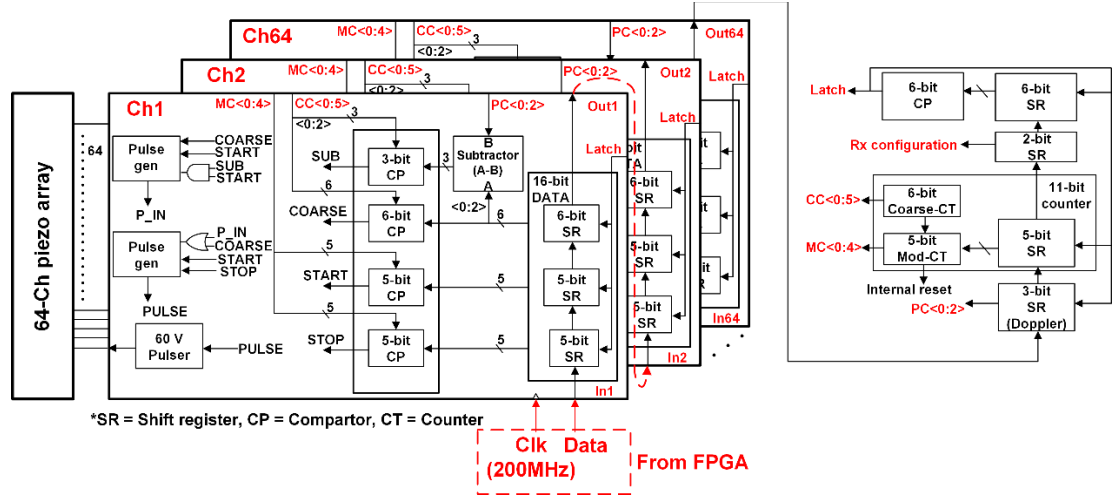 Ch64
MC<0:4>
CC<0:5>
3
<0:2>
PC<0:2>
Out64
Ch2
MC<0:4>
CC<0:5>
3
<0:2>
PC<0:2>
Out2
Latch
Ch1
MC<0:4>
CC<0:5>
3
<0:2>
PC<0:2>
Out1
Latch
Latch
64-Ch piezo array
64
Pulse
gen
COARSE
START
SUB
START
P_IN
Pulse
gen
P_IN
COARSE
START
STOP
PULSE
60 V
Pulser
PULSE
SUB
3-bit
CP
3
B
Subtractor
(A-B)
A
<0:2>
6
COARSE
6-bit
CP
6
5
START
5-bit
CP
5
5
STOP
5-bit
CP
5
16-bit
DATA
6-bit
SR
5-bit
SR
5-bit
SR
In1
6-bit
SR
5-bit
SR
5-bit
SR
In2
In64
*SR = Shift register, CP = Compartor, CT = Counter
Clk Data
(200MHz)
From FPGA
Latch
6-bit
CP
6-bit
SR
Rx configuration
2-bit
SR
11-bit
counter
CC<0:5>
6-bit
Coarse-CT
MC<0:4>
5-bit
Mod-CT
5-bit
SR
Internal reset
PC<0:2>
3-bit
SR
(Doppler)